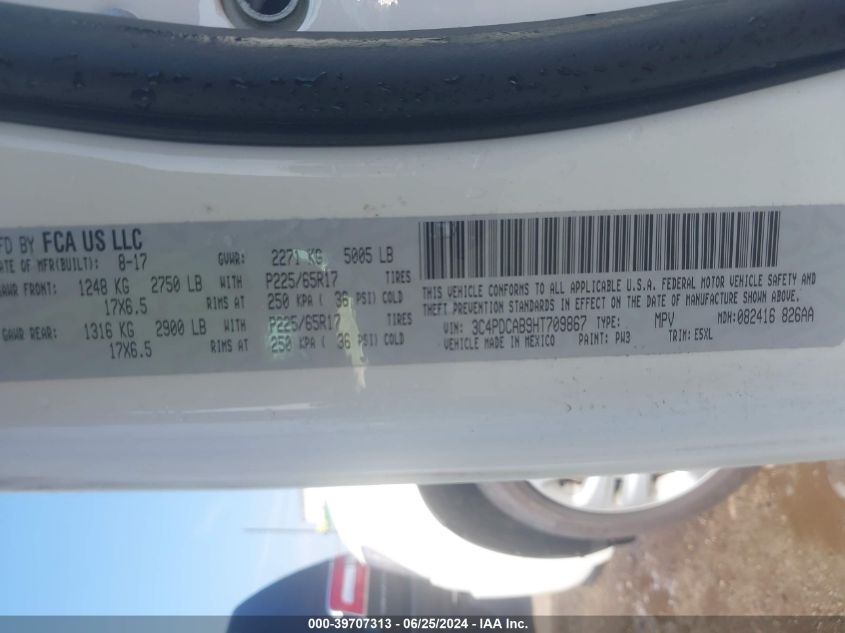 FD BY FCA US LLC
ATE OF MFR(BUILT): 8-17 GVWR: 2271 KG 5005 LB
GAWR FRONT: 1248 KG 2750 LB WITH P225/65R17 TIRES
17X6.5 RIMS AT 250 KPA ( 36 PSI) COLD
GAWR REAR: 1316 KG 2900 LB WITH P225/65R17 TIRES
17X6.5 RIMS AT 250 KPA ( 36 PSI) COLD
THIS VEHICLE CONFORMS TO ALL APPLICABLE U.S.A. FEDERAL MOTOR VEHICLE SAFETY AND
THEFT PREVENTION STANDARDS IN EFFECT ON THE DATE OF MANUFACTURE SHOWN ABOVE.
VIN: 3C4PDCAB9HT709867 TYPE: MPV MDH: 082416 826AA
VEHICLE MADE IN MEXICO PAINT: PW3 TRIM: E5XL
000-39707313 - 06/25/2024 - IAA Inc.